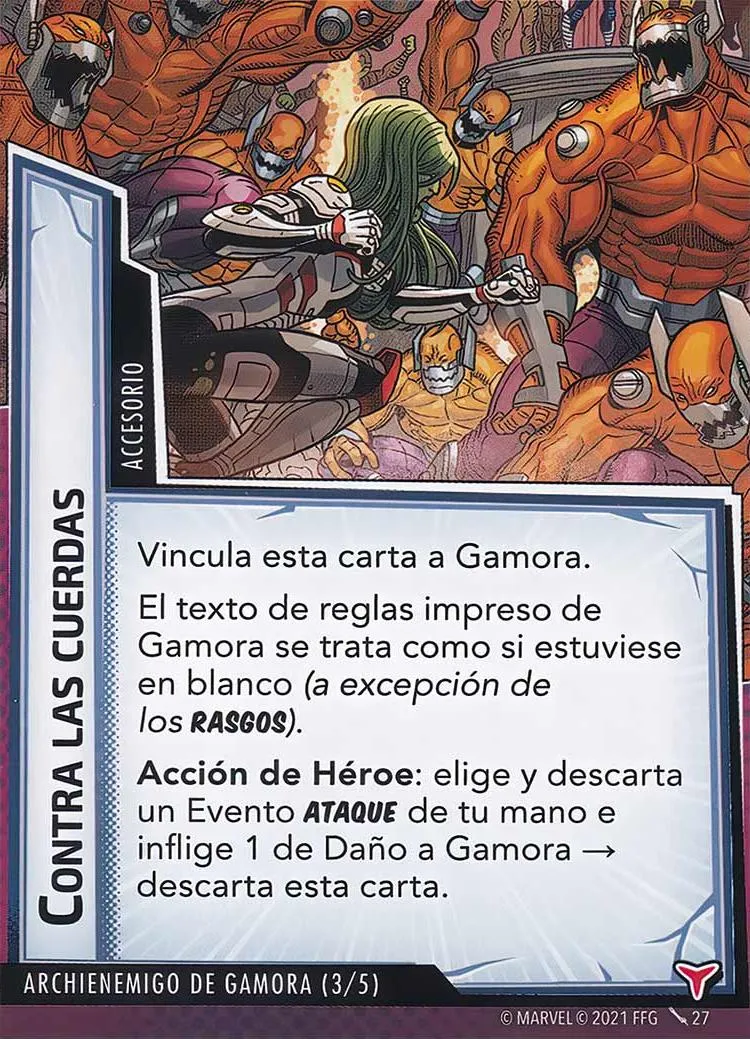 ACCESORIO
CONTRA LAS CUERDAS
Vincula esta carta a Gamora.
El texto de reglas impreso de
Gamora se trata como si estuviese
en blanco (a excepción de
los RASGOS).
Acción de Héroe: elige y descarta
un Evento ATAQUE de tu mano e
inflige 1 de Daño a Gamora →
descarta esta carta.
ARCHIENEMIGO DE GAMORA (3/5)
© MARVEL © 2021 FFG 27